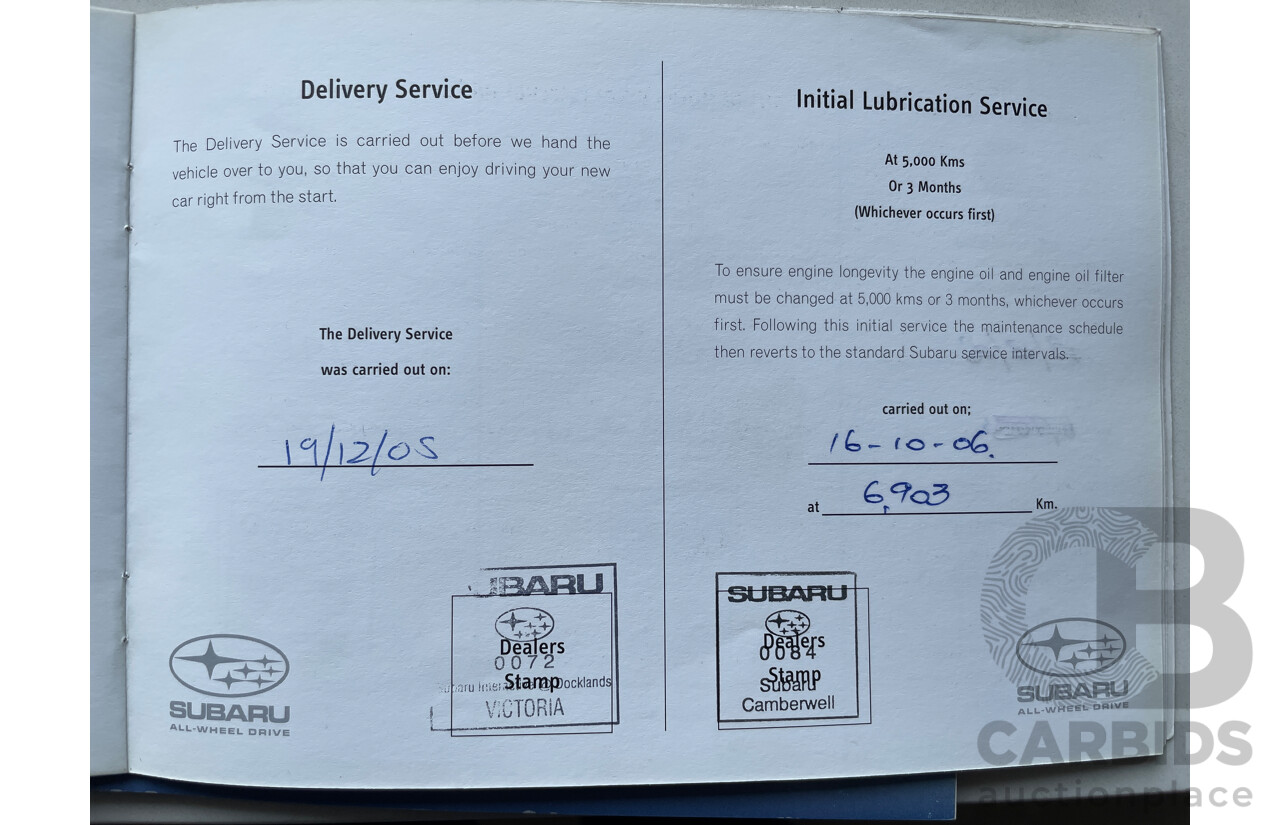 Delivery Service
The Delivery Service is carried out before we hand the
vehicle over to you, so that you can enjoy driving your new
car right from the start.
The Delivery Service
was carried out on:
19/12/05
SUBARU
ALL-WHEEL DRIVE
UBARU
Dealers
0072
Stamp
Docklands
VICTORIA
Initial Lubrication Service
At 5,000 Kms
Or 3 Months
(Whichever occurs first)
To ensure engine longevity the engine oil and engine oil filter
must be changed at 5,000 kms or 3 months, whichever occurs
first. Following this initial service the maintenance schedule
then reverts to the standard Subaru service intervals.
carried out on;
16-10-06.
at 6,903 Km.
SUBARU
Dealers
0084
Stamp
Subaru
Camberwell
SUBARU
ALL-WHEEL DRIVE
CB
CARBIDS
auctionplace